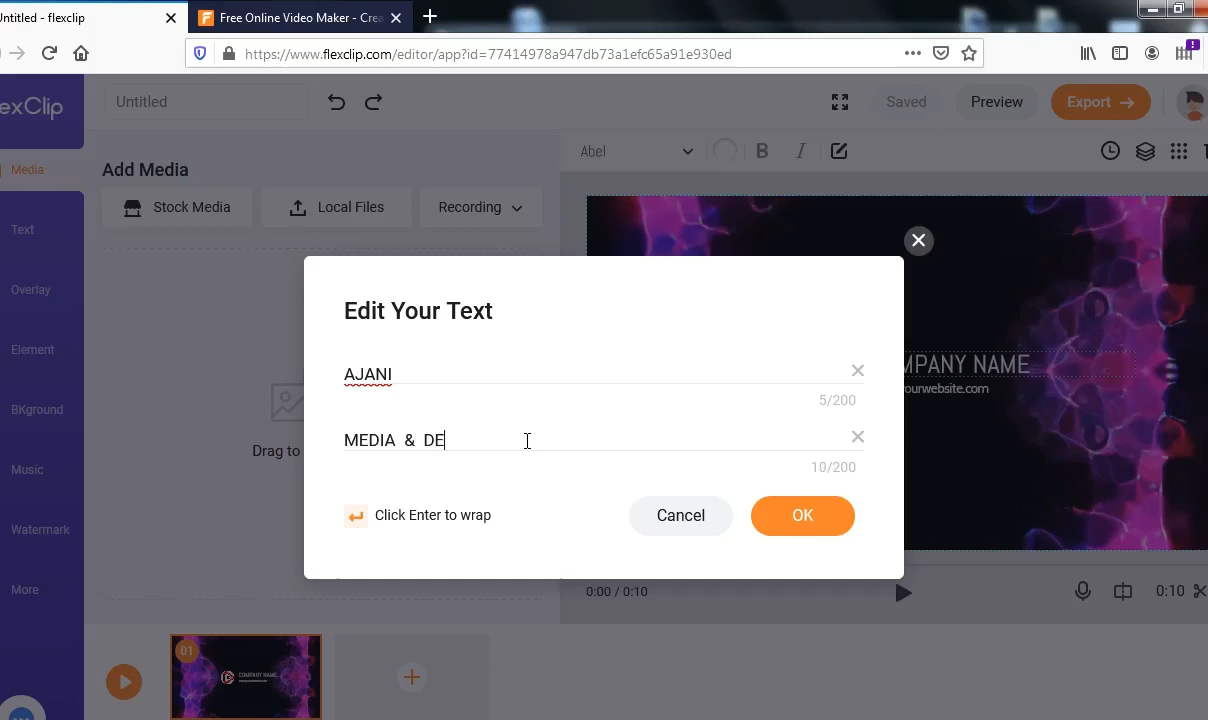 Untitled - flexclip
Free Online Video Maker - Crea
https://www.flexclip.com/editor/app?id=77414978a947db73a1efc65a91e930ed
exClip
Untitled
Saved
Preview
Export
Media
Add Media
Abel
B
I
Stock Media
Local Files
Recording
Text
Overlay
Element
BKground
Music
Watermark
More
Drag to
Edit Your Text
AJANI
5/200
MEDIA & DE
10/200
Click Enter to wrap
Cancel
OK
MPANY NAME
yourwebsite.com
0:00 / 0:10
0:10
01
COMPANY NAME